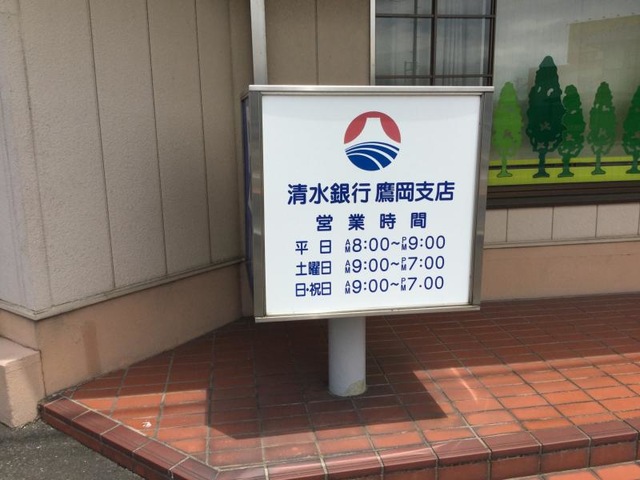 清水銀行 鷹岡支店
営業時間
平日 AM8:00~PM9:00
土曜日 AM9:00~PM7:00
日・祝日 AM9:00~PM7.00